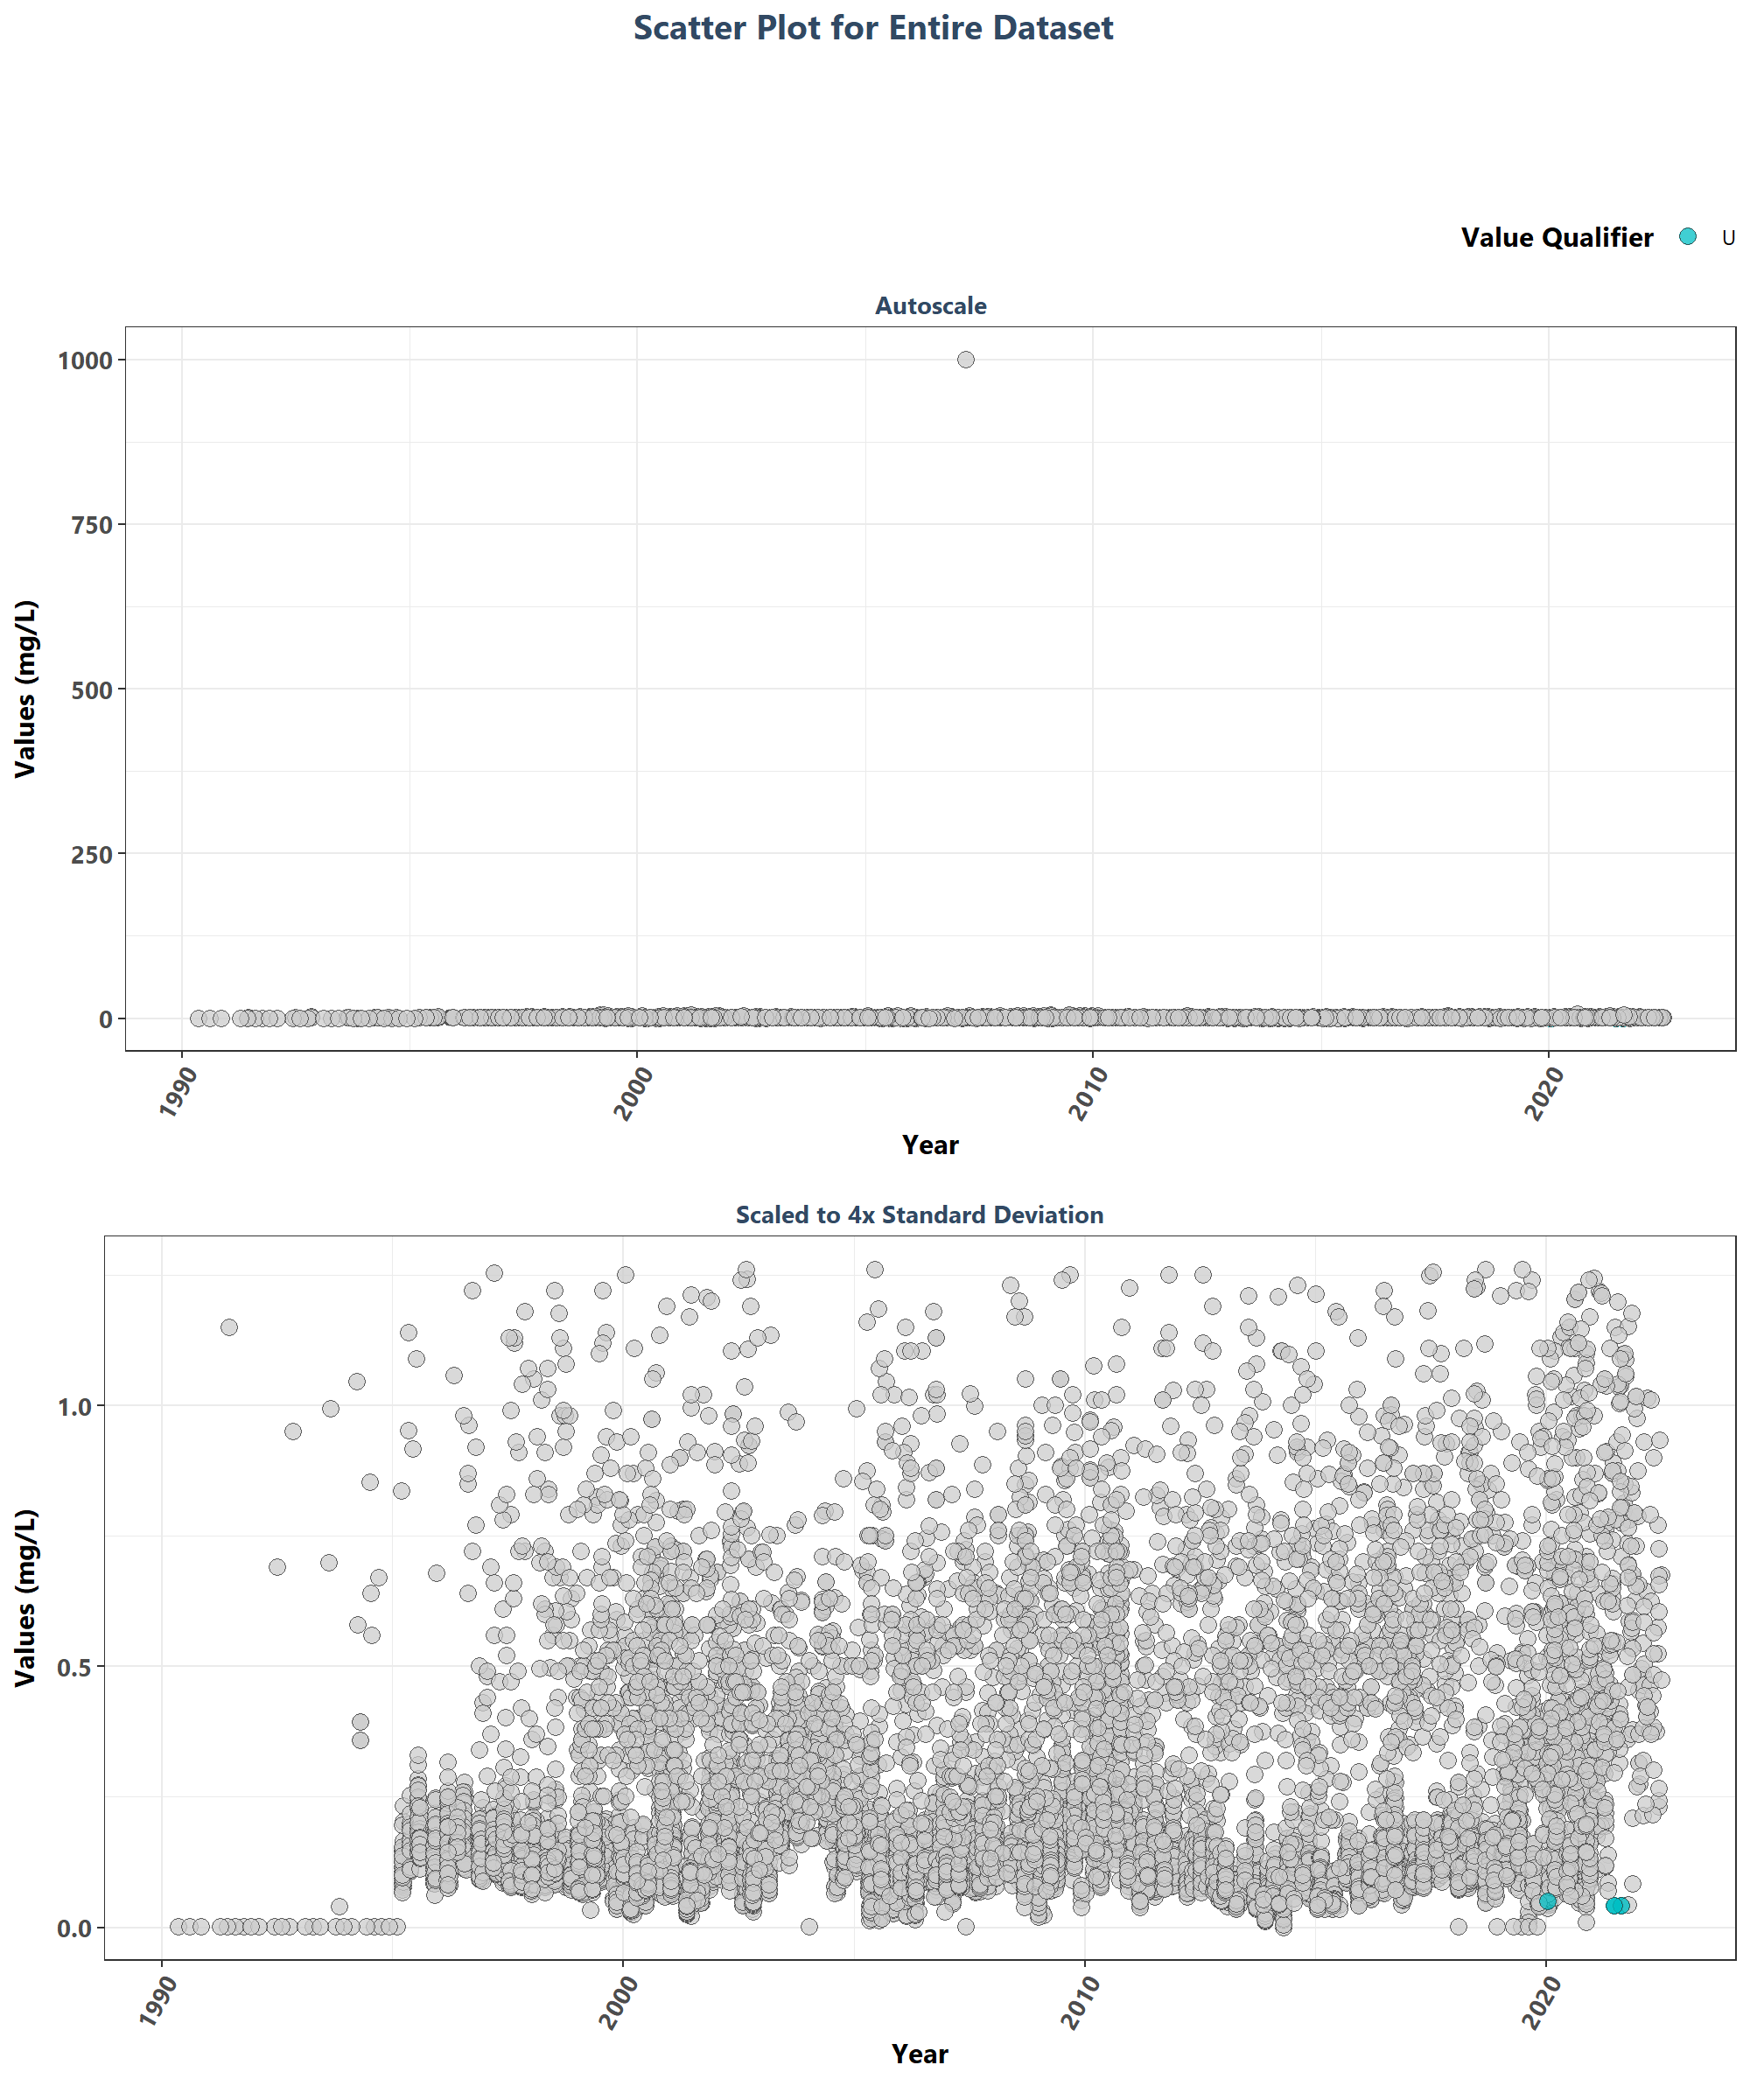 Scatter Plot for Entire Dataset
Value Qualifier U
Autoscale
Values (mg/L)
1000
750
500
250
0
1990 2000 2010 2020
Year
Scaled to 4x Standard Deviation
Values (mg/L)
1.0
0.5
0.0
1990 2000 2010 2020
Year